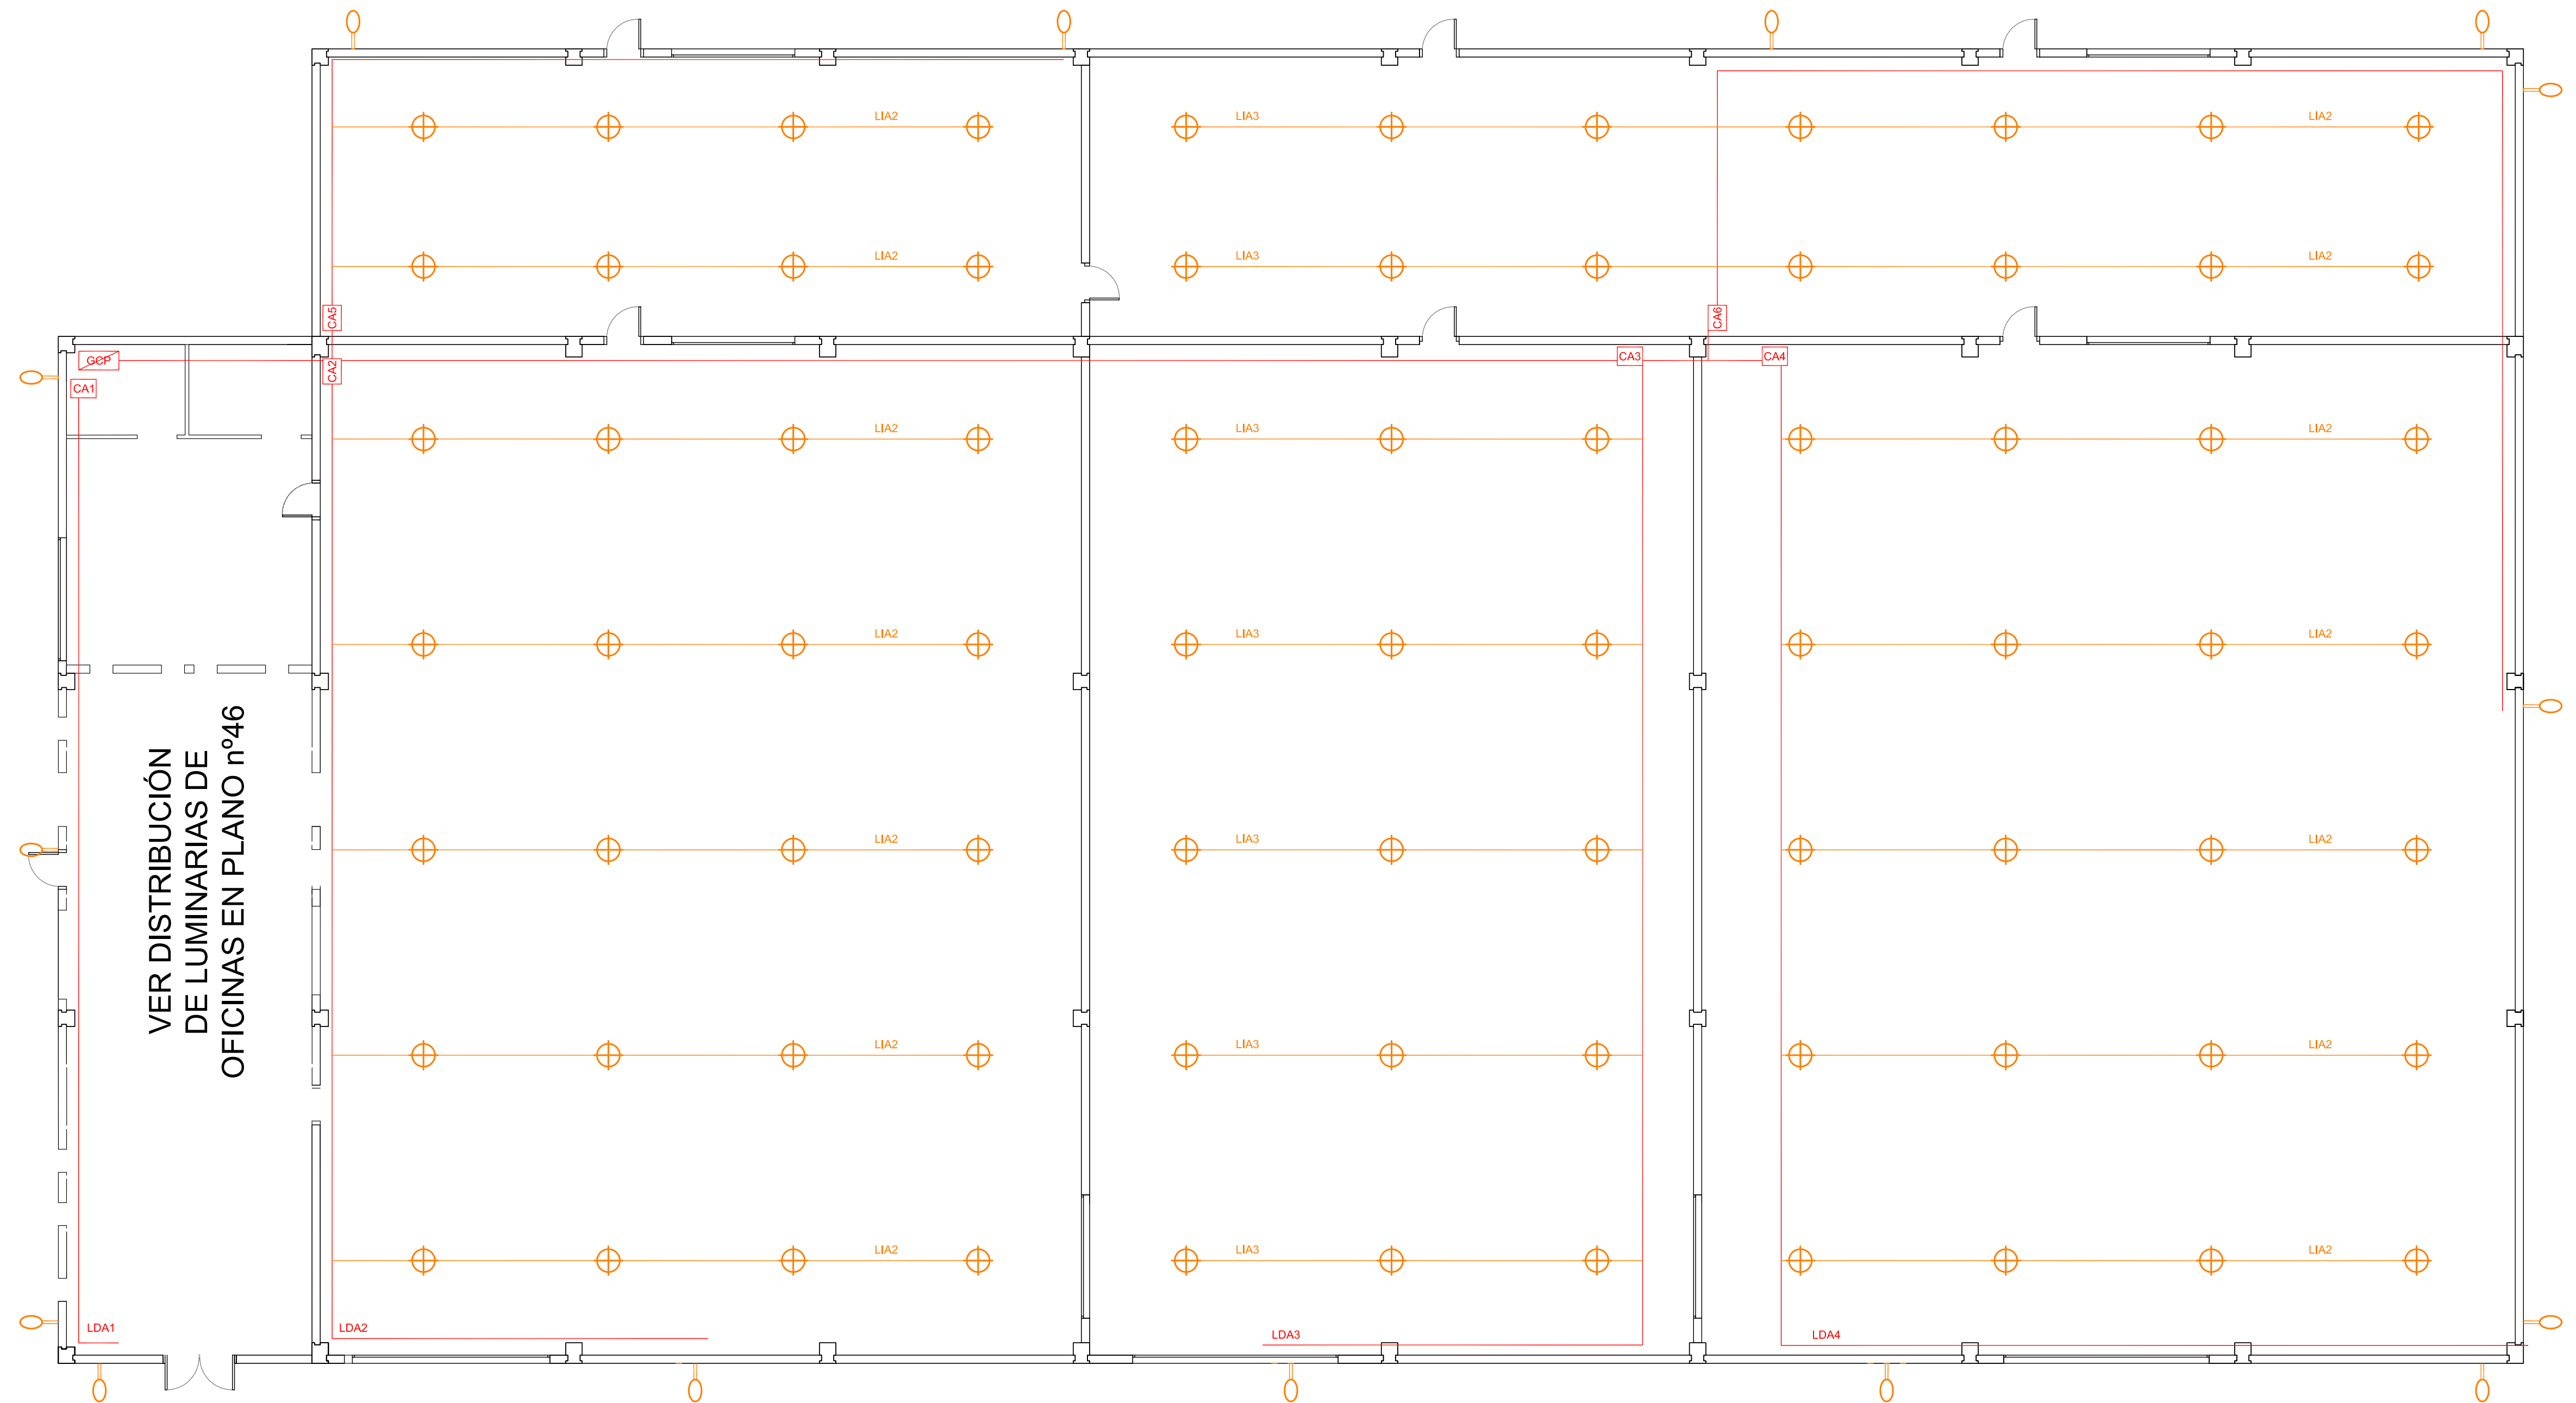 LIA2
LIA3
LIA2
LIA2
LIA3
LIA2
CA5
CA6
GCP
CA2
CA3
CA4
CA1
LIA2
LIA3
LIA2
LIA2
LIA3
LIA2
VER DISTRIBUCIÓN
DE LUMINARIAS DE
OFICINAS EN PLANO nº46
LIA2
LIA3
LIA2
LIA2
LIA3
LIA2
LIA2
LIA3
LIA2
LDA1
LDA2
LDA3
LDA4